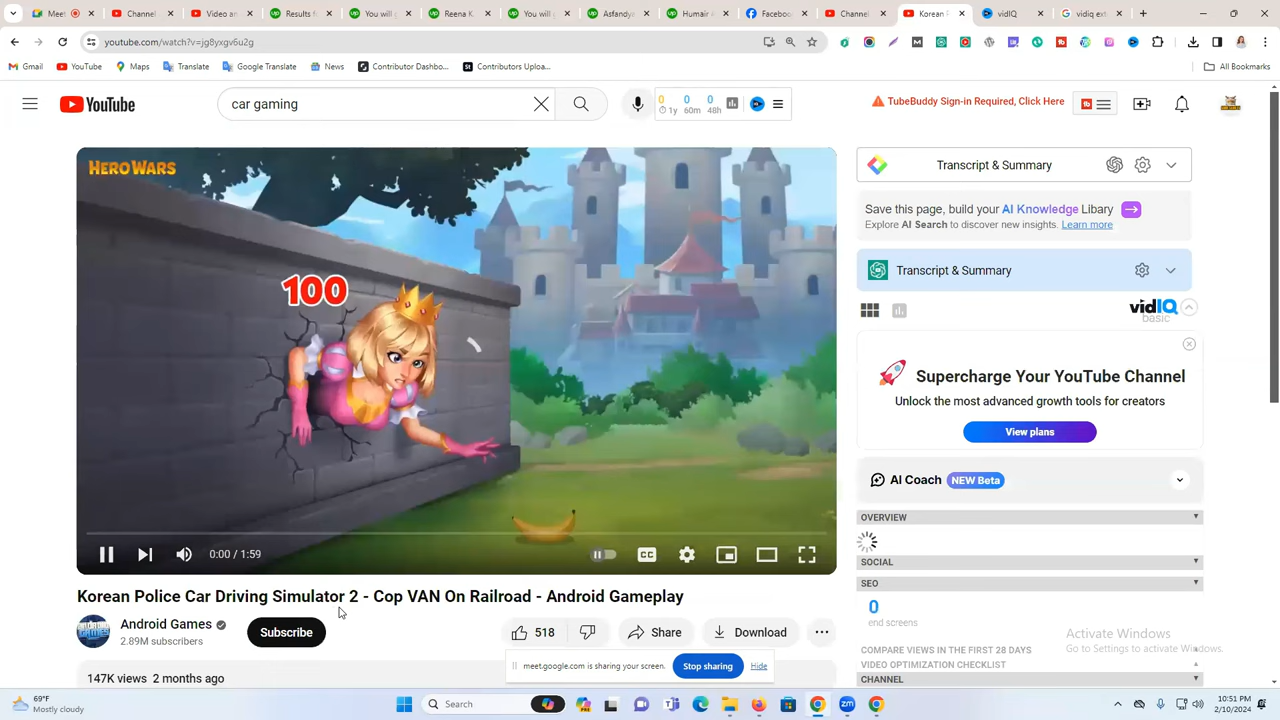 Meet
Channel
Video an
Results fo
You will g
Reena K
You will g
Asfandy
Humair A
Facebook
Channel
Korean P
vidIQ
vidiq ext
youtube.com/watch?v=jg8yxgv6u2g
Gmail
YouTube
Maps
Translate
Google Translate
News
Contributor Dashbo...
Contributors Uploa...
All Bookmarks
YouTube
car gaming
0 0 0
1y 60m 48h
TubeBuddy Sign-in Required, Click Here
HERO WARS
100
0:00 / 1:59
CC
Korean Police Car Driving Simulator 2 - Cop VAN On Railroad - Android Gameplay
Android Games
2.89M subscribers
Subscribe
518
Share
Download
147K views 2 months ago
meet.google.com is sharing your screen.
Stop sharing
Hide
Transcript & Summary
Save this page, build your AI Knowledge Libary
Explore AI Search to discover new insights. Learn more
Transcript & Summary
vidIQ
basic
Supercharge Your YouTube Channel
Unlock the most advanced growth tools for creators
View plans
AI Coach NEW Beta
OVERVIEW
SOCIAL
SEO
0
end screens
Activate Windows
Go to Settings to activate Windows.
COMPARE VIEWS IN THE FIRST 28 DAYS
VIDEO OPTIMIZATION CHECKLIST
CHANNEL
69°F
Mostly cloudy
Search
10:51 PM
2/10/2024